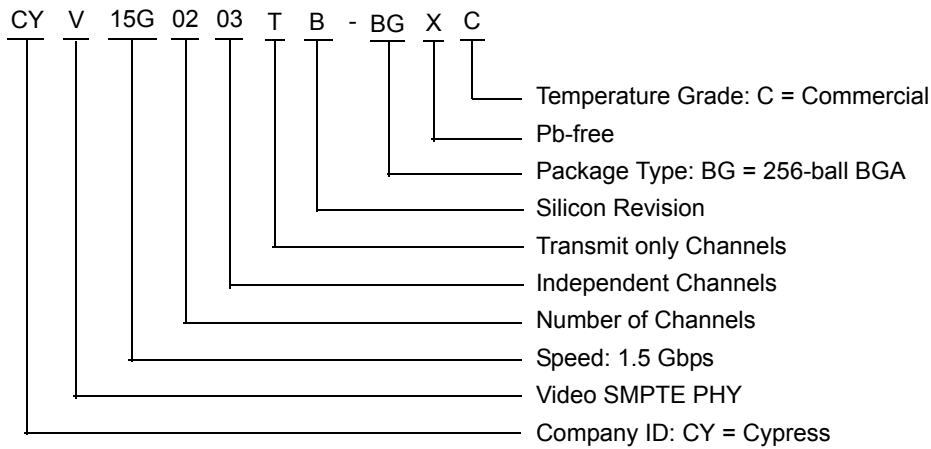 CY V 15G 02 03 T B - BG X C
Temperature Grade: C = Commercial
Pb-free
Package Type: BG = 256-ball BGA
Silicon Revision
Transmit only Channels
Independent Channels
Number of Channels
Speed: 1.5 Gbps
Video SMPTE PHY
Company ID: CY = Cypress